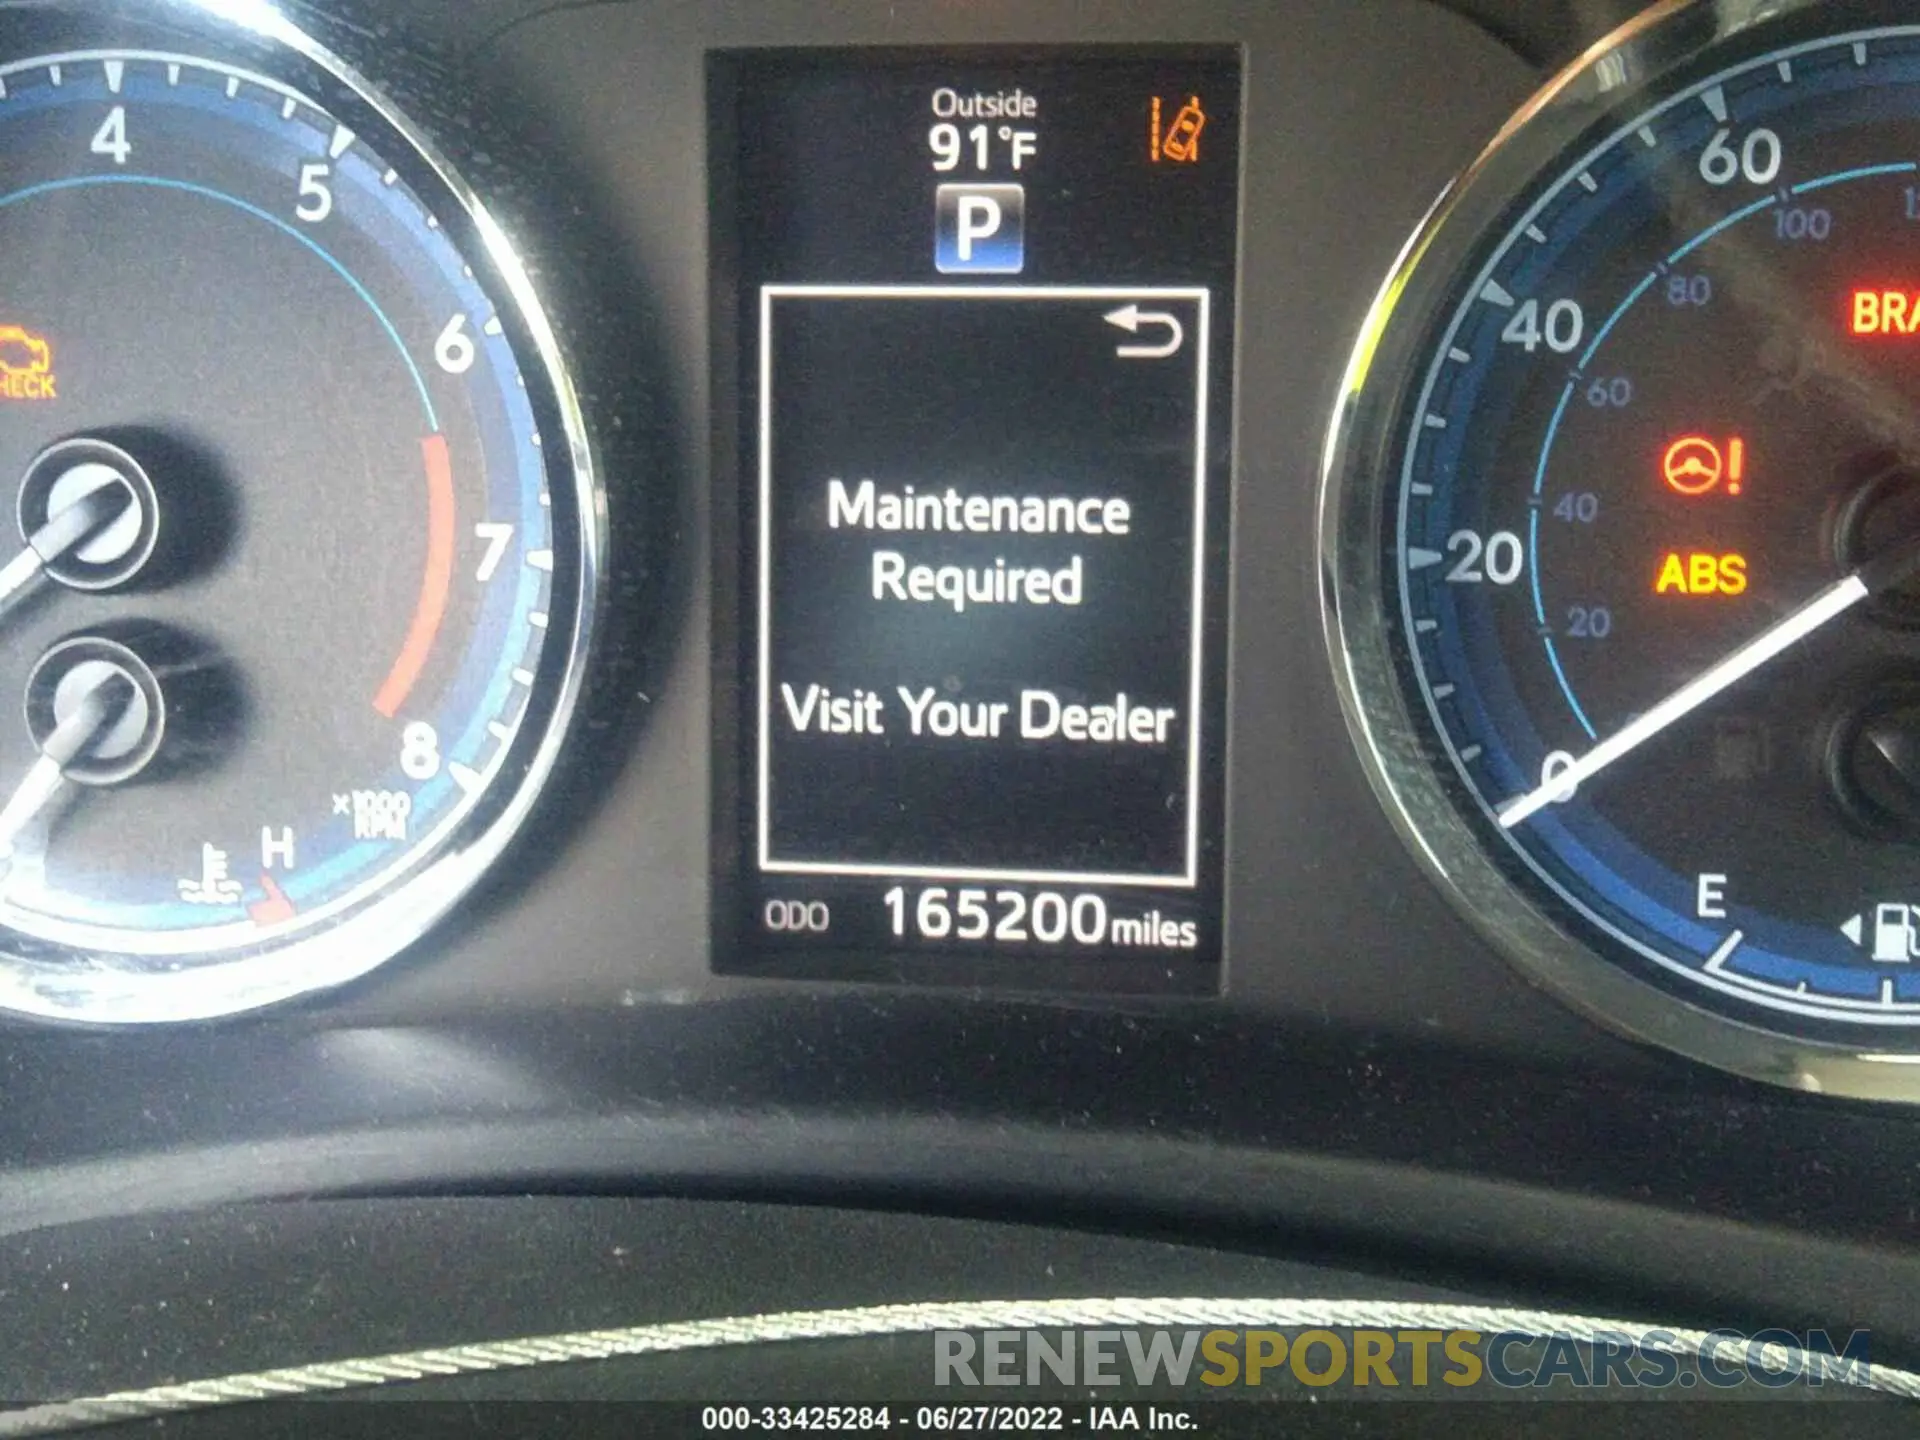 Outside
91°F
P
Maintenance
Required
Visit Your Dealer
ODO 165200 miles
4
5
6
7
8
x1000
RPM
H
CHECK
60
40
20
0
100
80
60
40
20
BRA
ABS
E
RENEWSPORTSCARS.COM
000-33425284 - 06/27/2022 - IAA Inc.